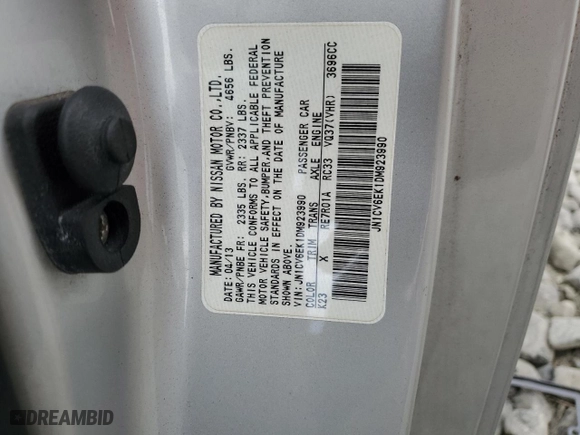 MANUFACTURED BY NISSAN MOTOR CO.,LTD.
DATE: 04/13 GVWR/PNBV: 4656 LBS.
GAWR/PNBE FR: 2335 LBS. RR: 2337 LBS.
THIS VEHICLE CONFORMS TO ALL APPLICABLE FEDERAL
MOTOR VEHICLE SAFETY,BUMPER,AND THEFT PREVENTION
STANDARDS IN EFFECT ON THE DATE OF MANUFACTURE
SHOWN ABOVE.
VIN: JN1CV6EK1DM923990 PASSENGER CAR
COLOR TRIM TRANS AXLE ENGINE
K23 X RE7R01A RC33 VQ37(VHR) 3696CC
JN1CV6EK1DM923990
DREAMBID